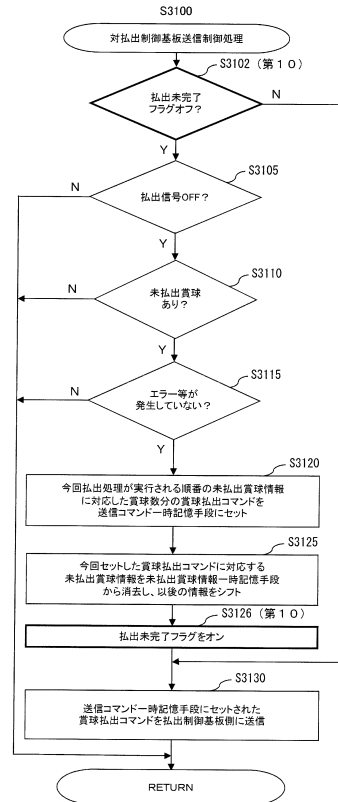 S3100
対払出制御基板送信制御処理
S3102(第10)
払出未完了
フラグオフ?
N
Y
S3105
N
払出信号OFF?
Y
S3110
N
未払出賞球
あり?
Y
S3115
N
エラー等が
発生していない?
Y
S3120
今回払出処理が実行される順番の未払出賞球情報
に対応した賞球数分の賞球払出コマンドを
送信コマンド一時記憶手段にセット
S3125
今回セットした賞球払出コマンドに対応する
未払出賞球情報を未払出賞球情報一時記憶手段
から消去し、以後の情報をシフト
S3126(第10)
払出未完了フラグをオン
S3130
送信コマンド一時記憶手段にセットされた
賞球払出コマンドを払出制御基板側に送信
RETURN